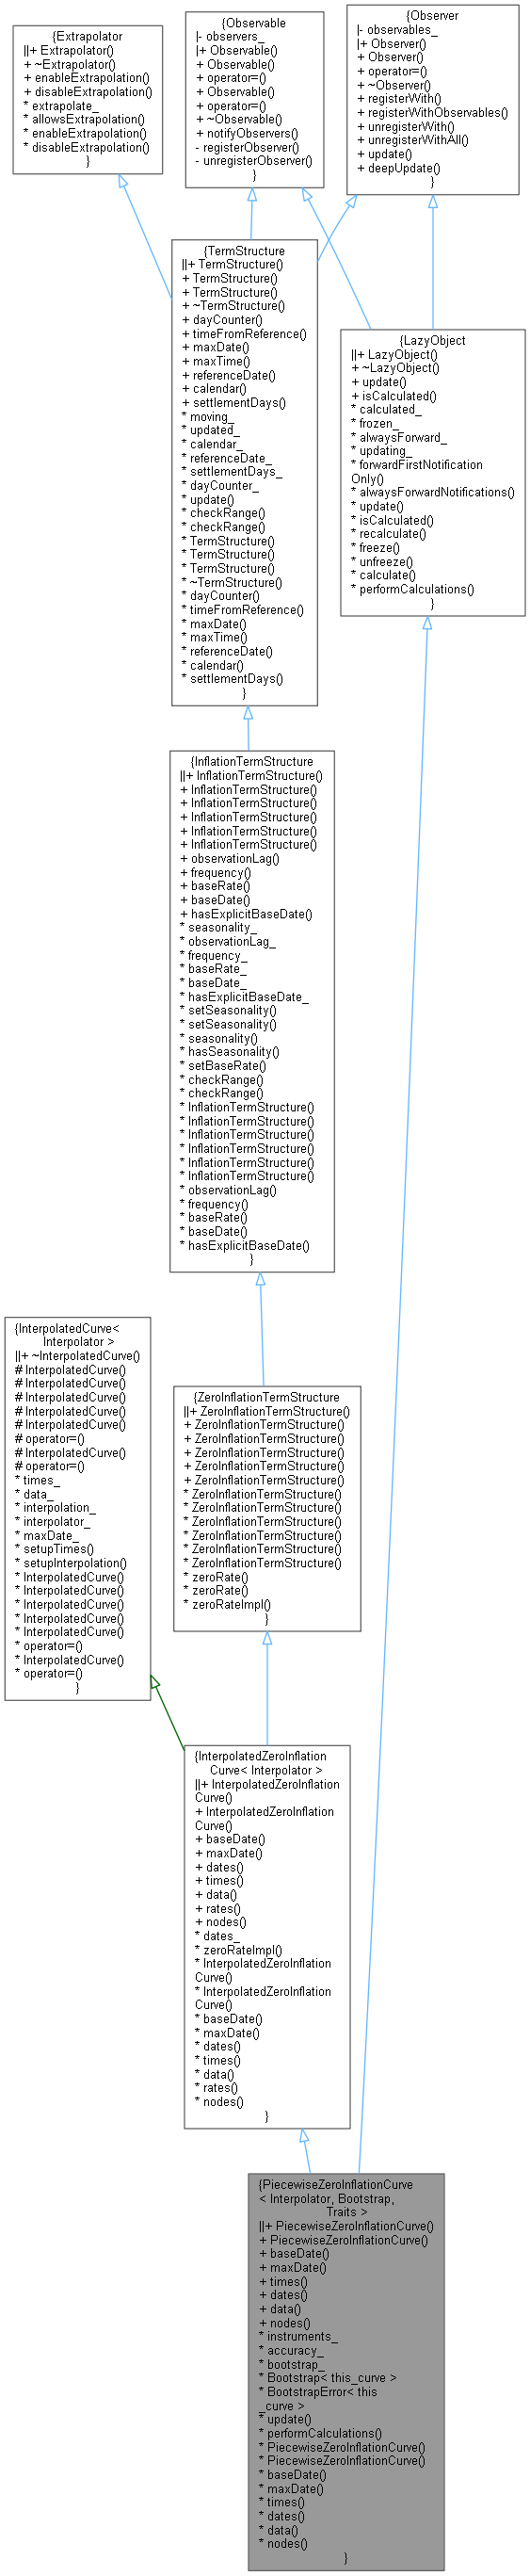 {Extrapolator
||+ Extrapolator()
+ ~Extrapolator()
+ enableExtrapolation()
+ disableExtrapolation()
* extrapolate_
* allowsExtrapolation()
* enableExtrapolation()
* disableExtrapolation()
}
{Observable
|- observers_
|+ Observable()
+ Observable()
+ operator=()
+ Observable()
+ operator=()
+ ~Observable()
+ notifyObservers()
- registerObserver()
- unregisterObserver()
}
{Observer
|- observables_
|+ Observer()
+ Observer()
+ operator=()
+ ~Observer()
+ registerWith()
+ registerWithObservables()
+ unregisterWith()
+ unregisterWithAll()
+ update()
+ deepUpdate()
}
{TermStructure
||+ TermStructure()
+ TermStructure()
+ TermStructure()
+ ~TermStructure()
+ dayCounter()
+ timeFromReference()
+ maxDate()
+ maxTime()
+ referenceDate()
+ calendar()
+ settlementDays()
* moving_
* updated_
* calendar_
* referenceDate_
* settlementDays_
* dayCounter_
* update()
* checkRange()
* checkRange()
* TermStructure()
* TermStructure()
* TermStructure()
* ~TermStructure()
* dayCounter()
* timeFromReference()
* maxDate()
* maxTime()
* referenceDate()
* calendar()
* settlementDays()
}
{LazyObject
||+ LazyObject()
+ ~LazyObject()
+ update()
+ isCalculated()
* calculated_
* frozen_
* alwaysForward_
* updating_
* forwardFirstNotification
Only()
* alwaysForwardNotifications()
* update()
* isCalculated()
* recalculate()
* freeze()
* unfreeze()
* calculate()
* performCalculations()
}
{InflationTermStructure
||+ InflationTermStructure()
+ InflationTermStructure()
+ InflationTermStructure()
+ InflationTermStructure()
+ InflationTermStructure()
+ InflationTermStructure()
+ observationLag()
+ frequency()
+ baseRate()
+ baseDate()
+ hasExplicitBaseDate()
* seasonality_
* observationLag_
* frequency_
* baseRate_
* baseDate_
* hasExplicitBaseDate_
* setSeasonality()
* setSeasonality()
* seasonality()
* hasSeasonality()
* setBaseRate()
* checkRange()
* checkRange()
* InflationTermStructure()
* InflationTermStructure()
* InflationTermStructure()
* InflationTermStructure()
* InflationTermStructure()
* InflationTermStructure()
* observationLag()
* frequency()
* baseRate()
* baseDate()
* hasExplicitBaseDate()
}
{InterpolatedCurve<
Interpolator >
||+ ~InterpolatedCurve()
# InterpolatedCurve()
# InterpolatedCurve()
# InterpolatedCurve()
# InterpolatedCurve()
# InterpolatedCurve()
# operator=()
# InterpolatedCurve()
# operator=()
* times_
* data_
* interpolation_
* interpolator_
* maxDate_
* setupTimes()
* setupInterpolation()
* InterpolatedCurve()
* InterpolatedCurve()
* InterpolatedCurve()
* InterpolatedCurve()
* InterpolatedCurve()
* operator=()
* InterpolatedCurve()
* operator=()
}
{ZeroInflationTermStructure
||+ ZeroInflationTermStructure()
+ ZeroInflationTermStructure()
+ ZeroInflationTermStructure()
+ ZeroInflationTermStructure()
+ ZeroInflationTermStructure()
+ ZeroInflationTermStructure()
* ZeroInflationTermStructure()
* ZeroInflationTermStructure()
* ZeroInflationTermStructure()
* ZeroInflationTermStructure()
* ZeroInflationTermStructure()
* ZeroInflationTermStructure()
* zeroRate()
* zeroRate()
* zeroRateImpl()
}
{InterpolatedZeroInflation
Curve< Interpolator >
||+ InterpolatedZeroInflation
Curve()
+ InterpolatedZeroInflation
Curve()
+ baseDate()
+ maxDate()
+ dates()
+ times()
+ data()
+ rates()
+ nodes()
* dates_
* zeroRateImpl()
* InterpolatedZeroInflation
Curve()
* InterpolatedZeroInflation
Curve()
* baseDate()
* maxDate()
* dates()
* times()
* data()
* rates()
* nodes()
}
{PiecewiseZeroInflationCurve
< Interpolator, Bootstrap,
Traits >
||+ PiecewiseZeroInflationCurve()
+ PiecewiseZeroInflationCurve()
+ baseDate()
+ maxDate()
+ times()
+ dates()
+ data()
+ nodes()
* instruments_
* accuracy_
* bootstrap_
* Bootstrap< this_curve >
* BootstrapError< this
_curve >
* update()
* performCalculations()
* PiecewiseZeroInflationCurve()
* PiecewiseZeroInflationCurve()
* baseDate()
* maxDate()
* times()
* dates()
* data()
* nodes()
}